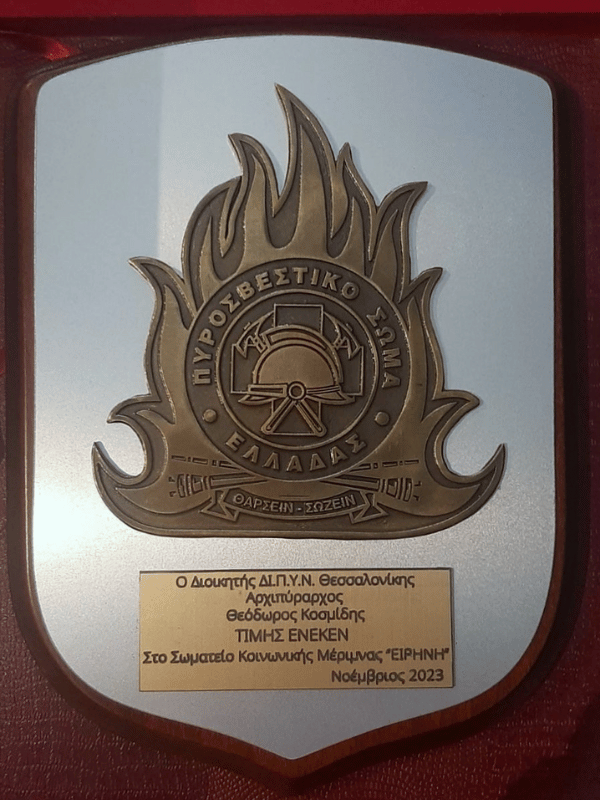 ΠΥΡΟΣΒΕΣΤΙΚΟ ΣΩΜΑ
ΕΛΛΑΔΑΣ
ΘΑΡΣΕΙΝ - ΣΩΖΕΙΝ
Ο Διοικητής ΔΙ.Π.Υ.Ν. Θεσσαλονίκης
Αρχιπύραρχος
Θεόδωρος Κοσμίδης
ΤΙΜΗΣ ΕΝΕΚΕΝ
Στο Σωματείο Κοινωνικής Μέριμνας "ΕΙΡΗΝΗ"
Νοέμβριος 2023